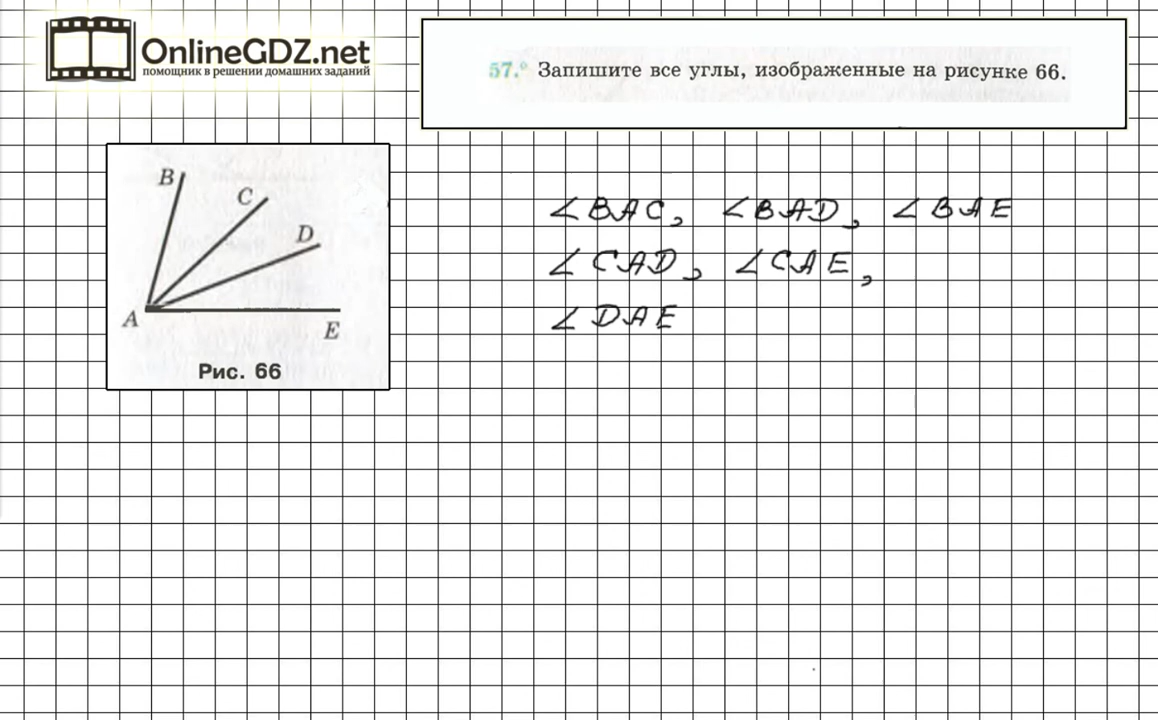 OnlineGDZ.net
помощник в решении домашних заданий
57.° Запишите все углы, изображенные на рисунке 66.
B
C
D
A
E
Рис. 66
∠BAC, ∠BAD, ∠BAE
∠CAD, ∠CAE,
∠DAE